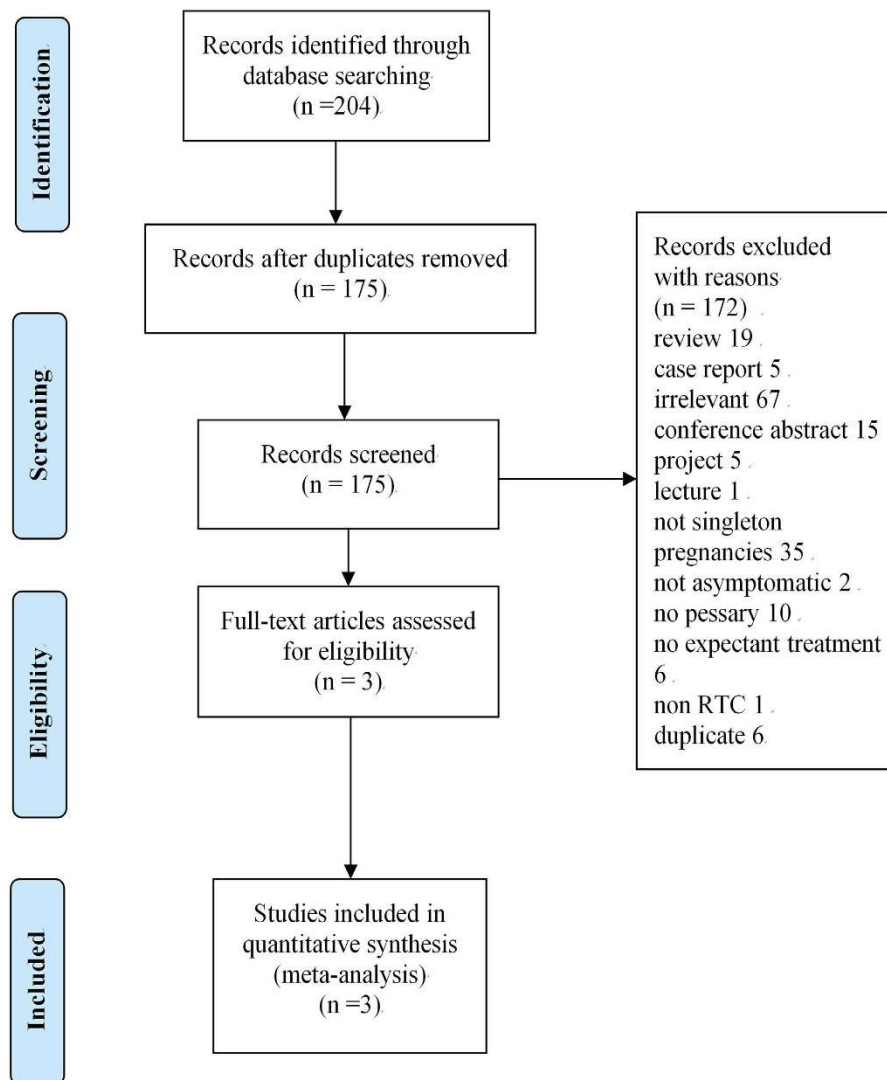 Identification
Records identified through
database searching
(n =204)
Records after duplicates removed
(n = 175)
Screening
Records screened
(n = 175)
Records excluded
with reasons
(n = 172)
review 19
case report 5
irrelevant 67
conference abstract 15
project 5
lecture 1
not singleton
pregnancies 35
not asymptomatic 2
no pessary 10
no expectant treatment
6
non RTC 1
duplicate 6
Eligibility
Full-text articles assessed
for eligibility
(n = 3)
Included
Studies included in
quantitative synthesis
(meta-analysis)
(n =3)